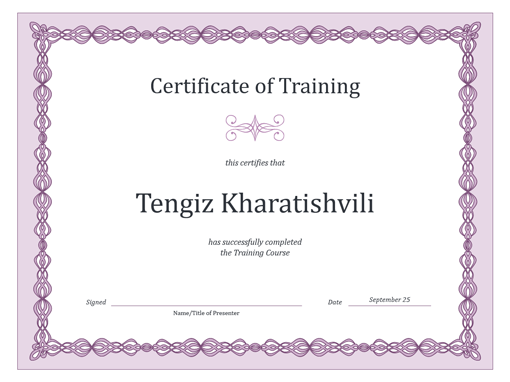 Certificate of Training
this certifies that
Tengiz Kharatishvili
has successfully completed
the Training Course
Signed
Date September 25
Name/Title of Presenter